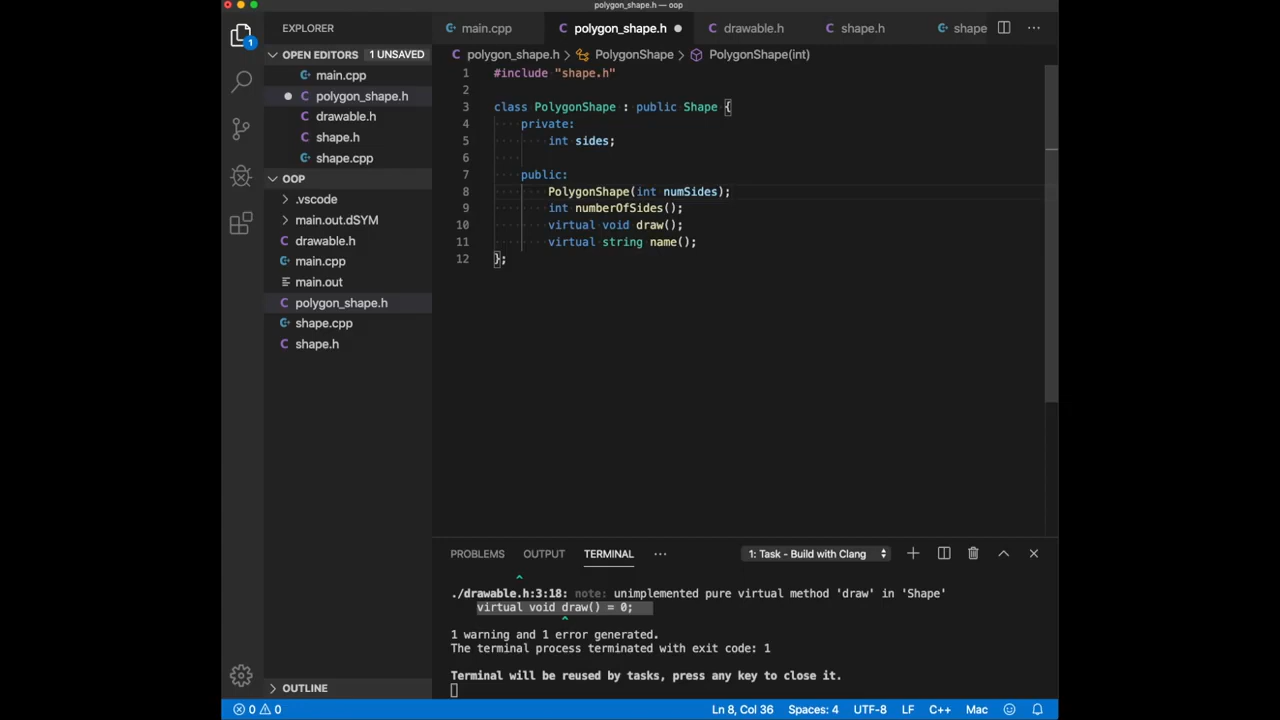 polygon_shape.h — oop
EXPLORER
OPEN EDITORS 1 UNSAVED
main.cpp
polygon_shape.h
drawable.h
shape.h
shape.cpp
OOP
.vscode
main.out.dSYM
drawable.h
main.cpp
main.out
polygon_shape.h
shape.cpp
shape.h
OUTLINE
main.cpp polygon_shape.h drawable.h shape.h shape
polygon_shape.h > PolygonShape > PolygonShape(int)
1 #include "shape.h"
2
3 class PolygonShape : public Shape {
4 private:
5 int sides;
6
7 public:
8 PolygonShape(int numSides);
9 int numberOfSides();
10 virtual void draw();
11 virtual string name();
12 };
PROBLEMS OUTPUT TERMINAL 1: Task - Build with Clang
^
./drawable.h:3:18: note: unimplemented pure virtual method 'draw' in 'Shape'
virtual void draw() = 0;
^
1 warning and 1 error generated.
The terminal process terminated with exit code: 1
Terminal will be reused by tasks, press any key to close it.
0 0 Ln 8, Col 36 Spaces: 4 UTF-8 LF C++ Mac